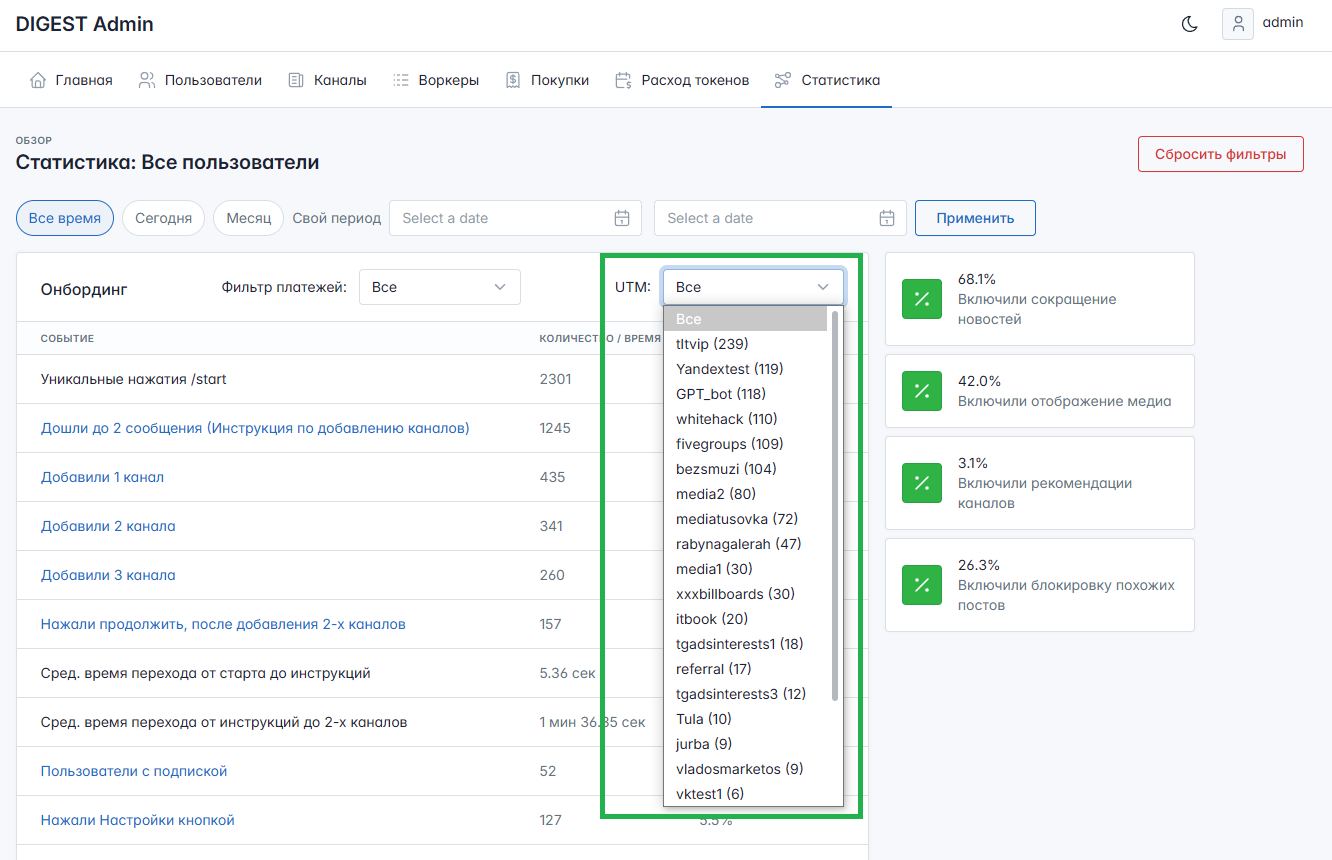 DIGEST Admin
admin
Главная
Пользователи
Каналы
Воркеры
Покупки
Расход токенов
Статистика
ОБЗОР
Статистика: Все пользователи
Сбросить фильтры
Все время
Сегодня
Месяц
Свой период
Select a date
Select a date
Применить
Онбординг
Фильтр платежей:
Все
UTM:
Все
СОБЫТИЕ
КОЛИЧЕСТВО / ВРЕМЯ
Уникальные нажатия /start
2301
Дошли до 2 сообщения (Инструкция по добавлению каналов)
1245
Добавили 1 канал
435
Добавили 2 канала
341
Добавили 3 канала
260
Нажали продолжить, после добавления 2-х каналов
157
Сред. время перехода от старта до инструкций
5.36 сек
Сред. время перехода от инструкций до 2-х каналов
1 мин 36.35 сек
Пользователи с подпиской
52
Нажали Настройки кнопкой
127
5.5%
Все
tltvip (239)
Yandextest (119)
GPT_bot (118)
whitehack (110)
fivegroups (109)
bezsmuzi (104)
media2 (80)
mediatusovka (72)
rabynagalerah (47)
media1 (30)
xxxbillboards (30)
itbook (20)
tgadsinterests1 (18)
referral (17)
tgadsinterests3 (12)
Tula (10)
jurba (9)
vladosmarketos (9)
vktest1 (6)
68.1%
Включили сокращение
новостей
42.0%
Включили отображение медиа
3.1%
Включили рекомендации
каналов
26.3%
Включили блокировку похожих
постов